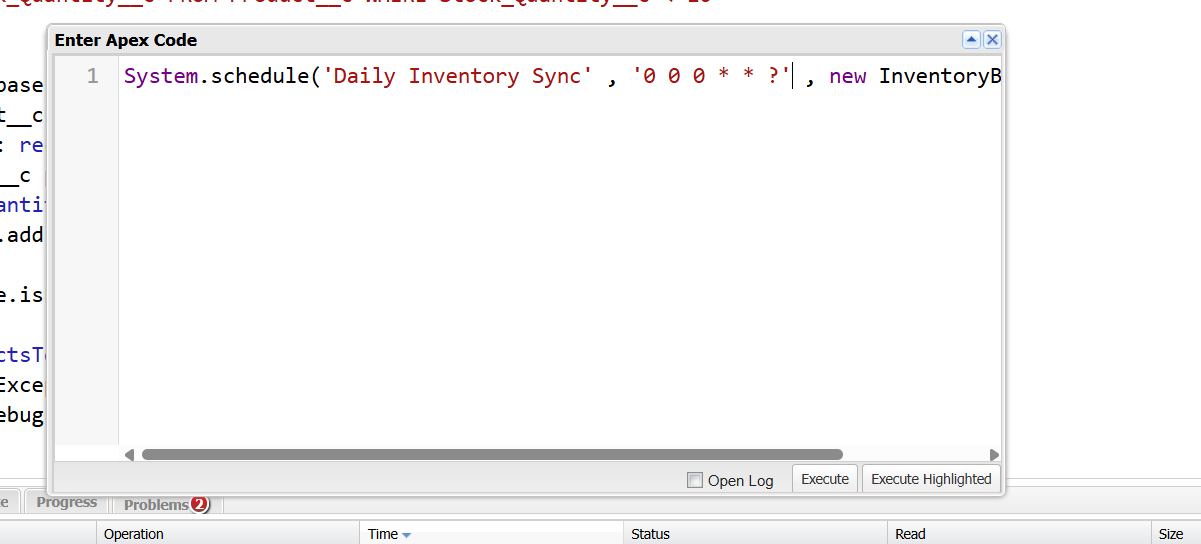 Enter Apex Code
1 System.schedule('Daily Inventory Sync' , '0 0 0 * * ?' , new InventoryB
base
t__c
: re
__c
anti
.add
e.is
ctsT
Exce
ebug
Open Log Execute Execute Highlighted
Progress Problems 2
Operation Time Status Read Size